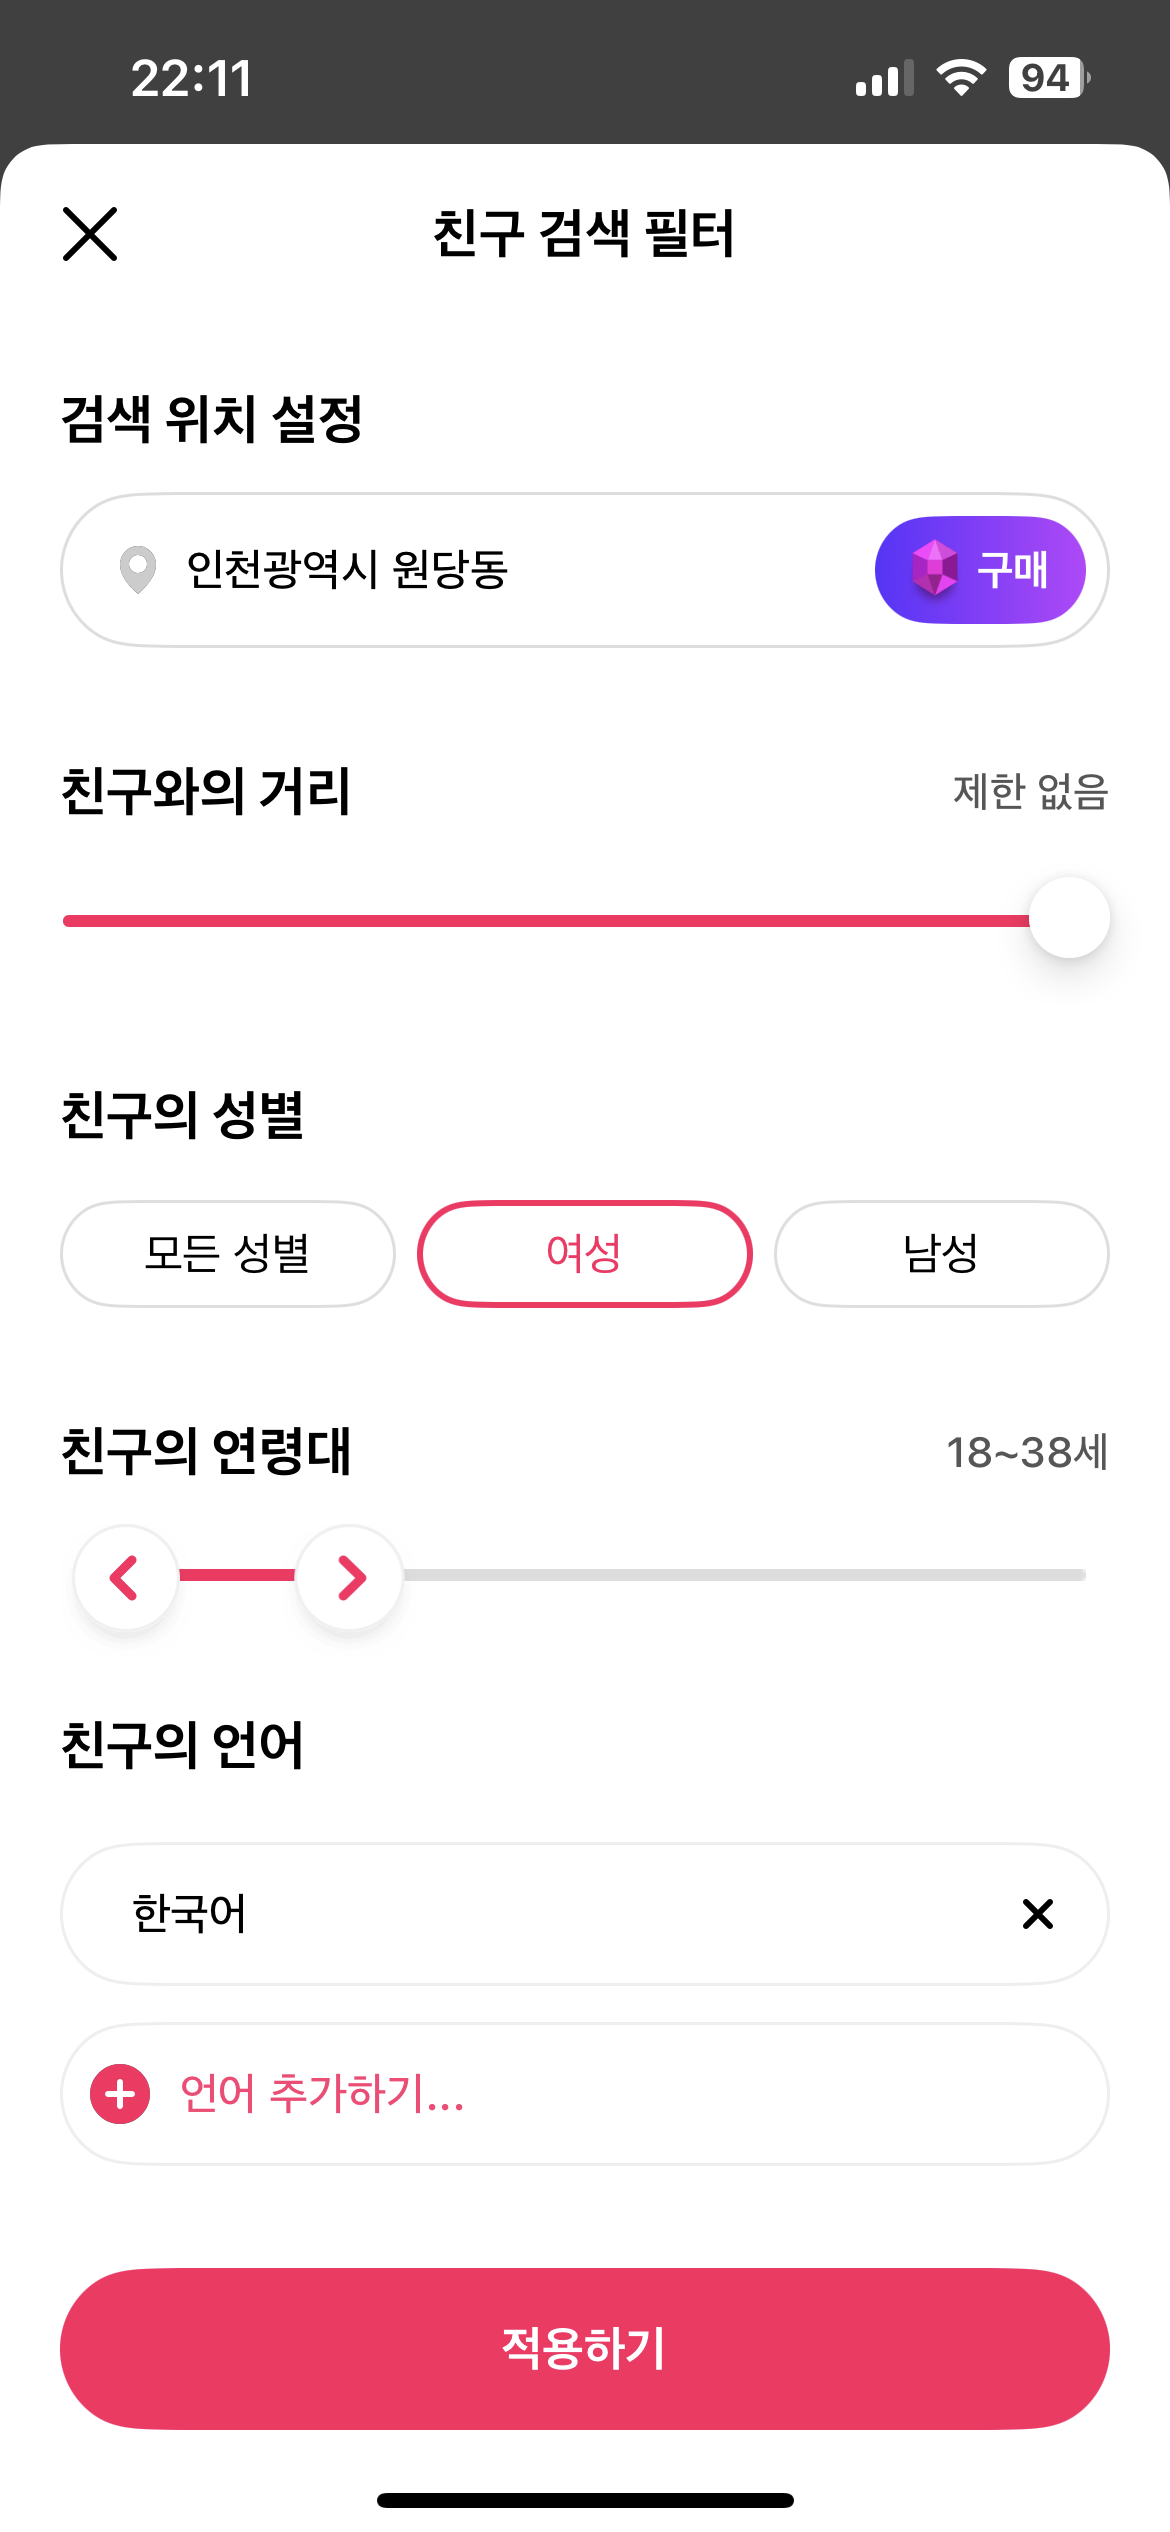 22:11
94
친구 검색 필터
검색 위치 설정
인천광역시 원당동
구매
친구와의 거리
제한 없음
친구의 성별
모든 성별
여성
남성
친구의 연령대
18~38세
친구의 언어
한국어
언어 추가하기...
적용하기